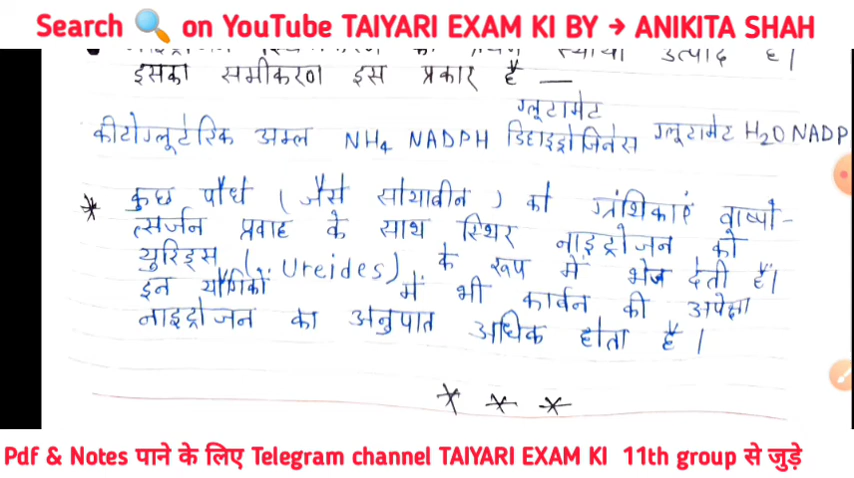 Search 🔍 on YouTube TAIYARI EXAM KI BY → ANIKITA SHAH
इसका समीकरण इस प्रकार है —
ग्लूटामेट
कीटोग्लूटेरिक अम्ल NH4 NADPH डिहाइड्रोजिनेस ग्लूटामेट H2O NADP
* कुछ पौधे (जैसे सोयाबीन) की ग्रंथिकाएं वाष्पो-
त्सर्जन प्रवाह के साथ स्थिर नाइट्रोजन को
युरिड्स (Ureides) के रूप में भेज देती है।
इन यौगिकों में भी कार्बन की अपेक्षा
नाइट्रोजन का अनुपात अधिक होता है।
* * *
Pdf & Notes पाने के लिए Telegram channel TAIYARI EXAM KI 11th group से जुड़े